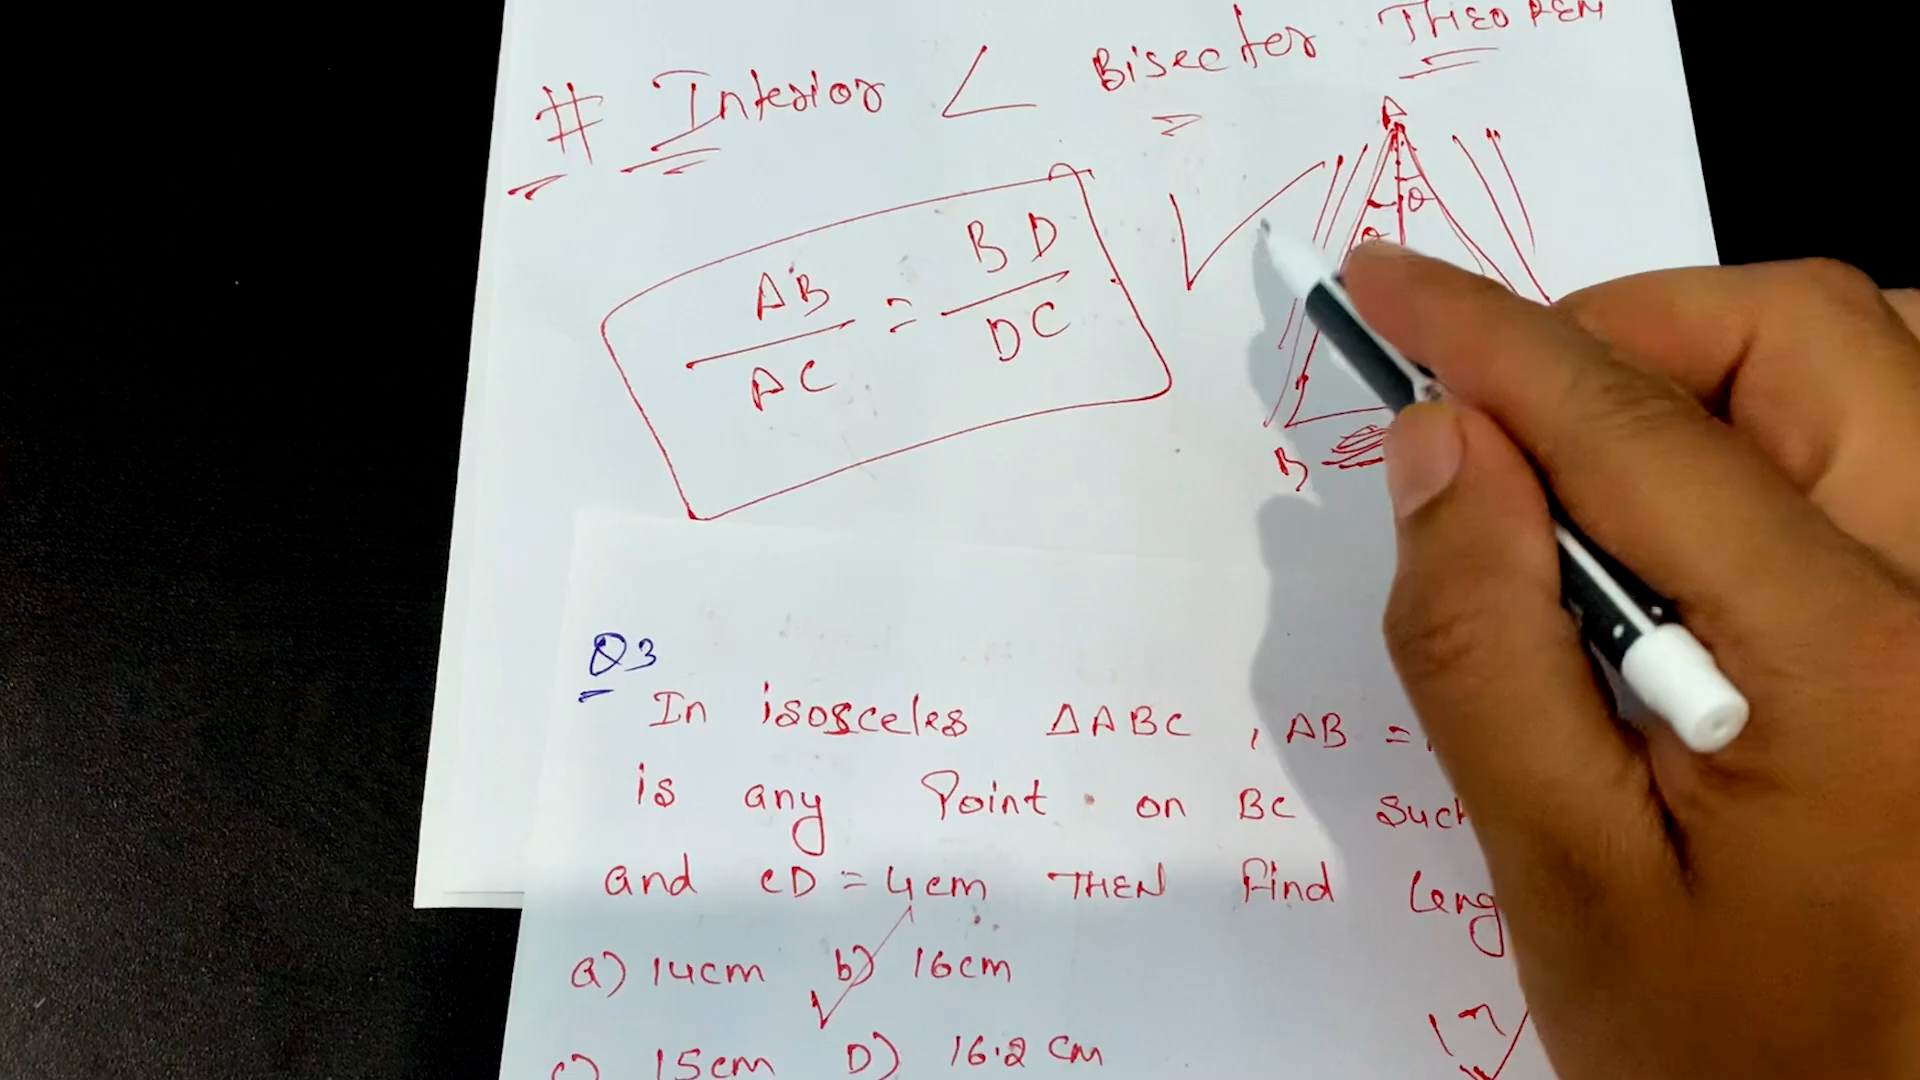 # Interior ∠ Bisecter THEOREM
AB/AC = BD/DC
A
θ θ
B
Q3
In isosceles ΔABC , AB =
is any Point on BC Such
and CD = 4cm THEN Find leng
a) 14cm b) 16cm
c) 15cm D) 16.2 cm